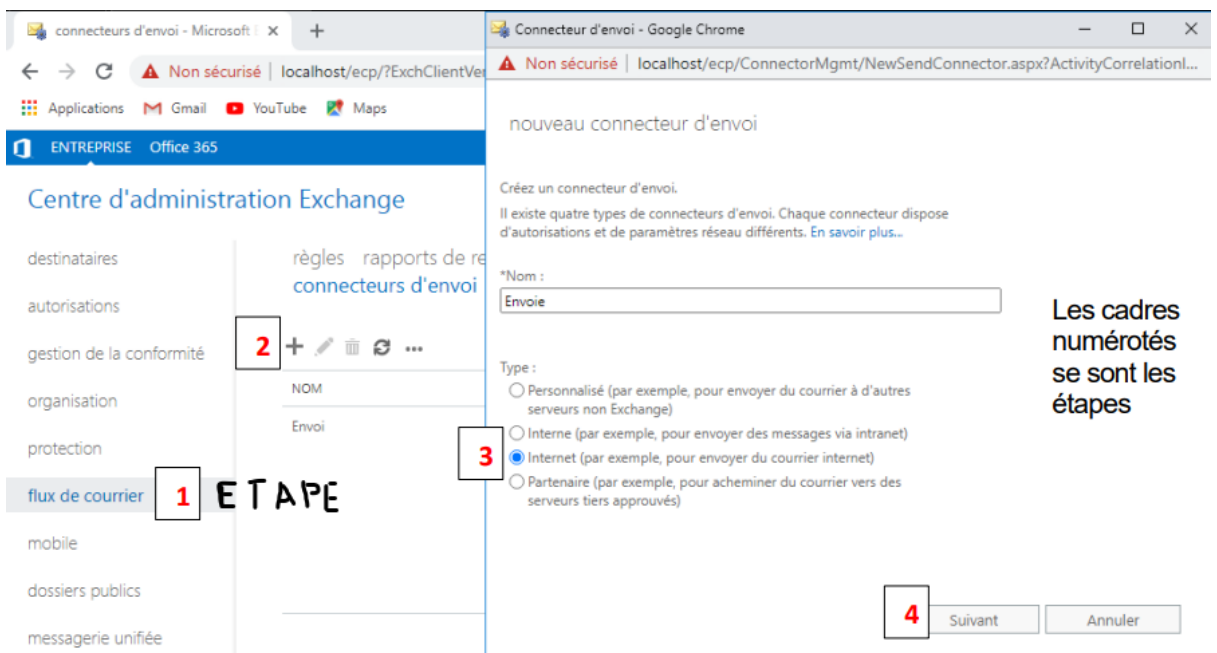 connecteurs d'envoi - Microsoft E
Non sécurisé localhost/ecp/?ExchClientVer
Applications Gmail YouTube Maps
ENTREPRISE Office 365
Centre d'administration Exchange
destinataires
autorisations
gestion de la conformité
organisation
protection
flux de courrier
1 ETAPE
mobile
dossiers publics
messagerie unifiée
règles rapports de re
connecteurs d'envoi
2
NOM
Envoi
Connecteur d'envoi - Google Chrome
Non sécurisé localhost/ecp/ConnectorMgmt/NewSendConnector.aspx?ActivityCorrelationI...
nouveau connecteur d'envoi
Créez un connecteur d'envoi.
Il existe quatre types de connecteurs d'envoi. Chaque connecteur dispose
d'autorisations et de paramètres réseau différents. En savoir plus...
*Nom :
Envoie
Type :
Personnalisé (par exemple, pour envoyer du courrier à d'autres
serveurs non Exchange)
Interne (par exemple, pour envoyer des messages via intranet)
3
Internet (par exemple, pour envoyer du courrier internet)
Partenaire (par exemple, pour acheminer du courrier vers des
serveurs tiers approuvés)
Les cadres
numérotés
se sont les
étapes
4
Suivant
Annuler